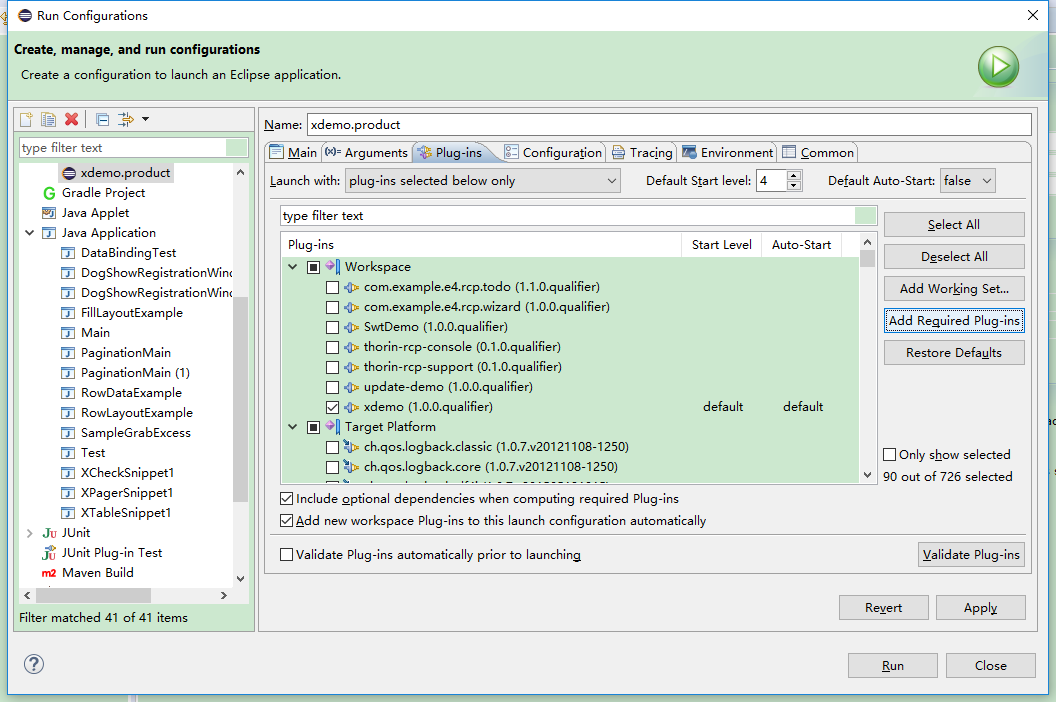 Run Configurations
Create, manage, and run configurations
Create a configuration to launch an Eclipse application.
type filter text
xdemo.product
Gradle Project
Java Applet
Java Application
DataBindingTest
DogShowRegistrationWind
DogShowRegistrationWind
FillLayoutExample
Main
PaginationMain
PaginationMain (1)
RowDataExample
RowLayoutExample
SampleGrabExcess
Test
XCheckSnippet1
XPagerSnippet1
XTableSnippet1
JUnit
JUnit Plug-in Test
Maven Build
Filter matched 41 of 41 items
Name: xdemo.product
Main Arguments Plug-ins Configuration Tracing Environment Common
Launch with: plug-ins selected below only Default Start level: 4 Default Auto-Start: false
type filter text
Plug-ins Start Level Auto-Start
Workspace
com.example.e4.rcp.todo (1.1.0.qualifier)
com.example.e4.rcp.wizard (1.0.0.qualifier)
SwtDemo (1.0.0.qualifier)
thorin-rcp-console (0.1.0.qualifier)
thorin-rcp-support (0.1.0.qualifier)
update-demo (1.0.0.qualifier)
xdemo (1.0.0.qualifier) default default
Target Platform
ch.qos.logback.classic (1.0.7.v20121108-1250)
ch.qos.logback.core (1.0.7.v20121108-1250)
Select All
Deselect All
Add Working Set...
Add Required Plug-ins
Restore Defaults
Only show selected
90 out of 726 selected
Include optional dependencies when computing required Plug-ins
Add new workspace Plug-ins to this launch configuration automatically
Validate Plug-ins automatically prior to launching
Validate Plug-ins
Revert Apply
Run Close